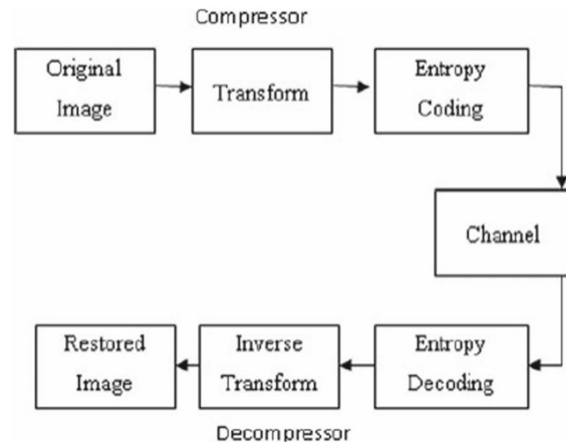 Compressor
Original
Image
Transform
Entropy
Coding
Channel
Restored
Image
Inverse
Transform
Entropy
Decoding
Decompressor